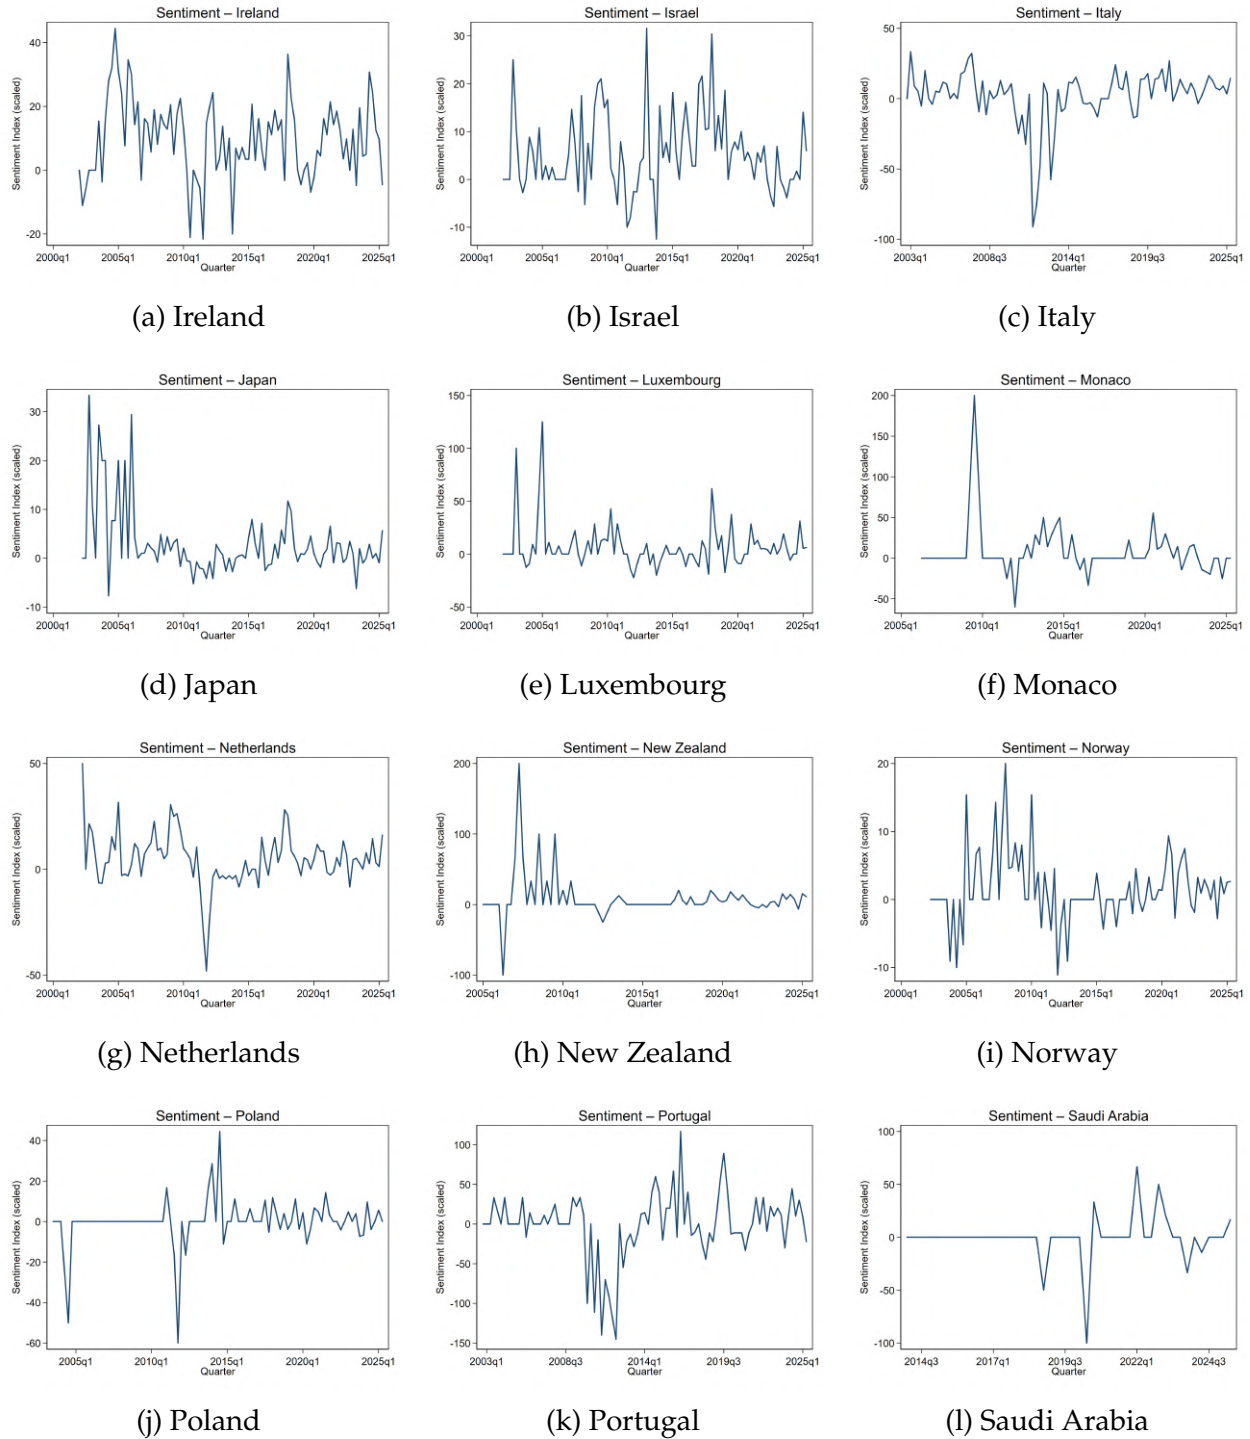 Sentiment – Ireland
Sentiment Index (scaled)
40
20
0
-20
2000q1 2005q1 2010q1 2015q1 2020q1 2025q1
Quarter
(a) Ireland
Sentiment – Israel
Sentiment Index (scaled)
30
20
10
0
-10
2000q1 2005q1 2010q1 2015q1 2020q1 2025q1
Quarter
(b) Israel
Sentiment – Italy
Sentiment Index (scaled)
50
0
-50
-100
2003q1 2008q3 2014q1 2019q3 2025q1
Quarter
(c) Italy
Sentiment – Japan
Sentiment Index (scaled)
30
20
10
0
-10
2000q1 2005q1 2010q1 2015q1 2020q1 2025q1
Quarter
(d) Japan
Sentiment – Luxembourg
Sentiment Index (scaled)
150
100
50
0
-50
2000q1 2005q1 2010q1 2015q1 2020q1 2025q1
Quarter
(e) Luxembourg
Sentiment – Monaco
Sentiment Index (scaled)
200
150
100
50
0
-50
2005q1 2010q1 2015q1 2020q1 2025q1
Quarter
(f) Monaco
Sentiment – Netherlands
Sentiment Index (scaled)
50
0
-50
2000q1 2005q1 2010q1 2015q1 2020q1 2025q1
Quarter
(g) Netherlands
Sentiment – New Zealand
Sentiment Index (scaled)
200
100
0
-100
2005q1 2010q1 2015q1 2020q1 2025q1
Quarter
(h) New Zealand
Sentiment – Norway
Sentiment Index (scaled)
20
10
0
-10
2000q1 2005q1 2010q1 2015q1 2020q1 2025q1
Quarter
(i) Norway
Sentiment – Poland
Sentiment Index (scaled)
40
20
0
-20
-40
-60
2005q1 2010q1 2015q1 2020q1 2025q1
Quarter
(j) Poland
Sentiment – Portugal
Sentiment Index (scaled)
100
50
0
-50
-100
-150
2003q1 2008q3 2014q1 2019q3 2025q1
Quarter
(k) Portugal
Sentiment – Saudi Arabia
Sentiment Index (scaled)
100
50
0
-50
-100
2014q3 2017q1 2019q3 2022q1 2024q3
Quarter
(l) Saudi Arabia